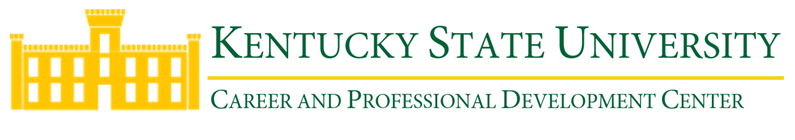 KENTUCKY STATE UNIVERSITY
CAREER AND PROFESSIONAL DEVELOPMENT CENTER